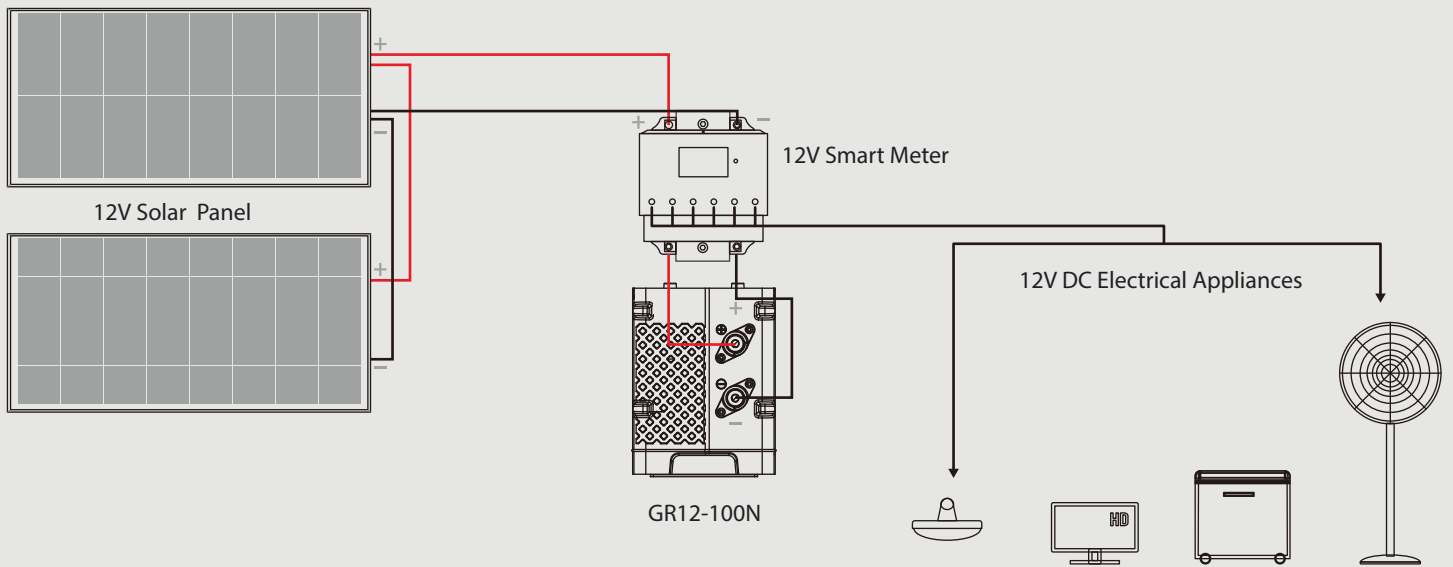 +
+
−
−
12V Smart Meter
12V Solar Panel
−
12V DC Electrical Appliances
+
+
+
−
−
−
HD
GR12-100N